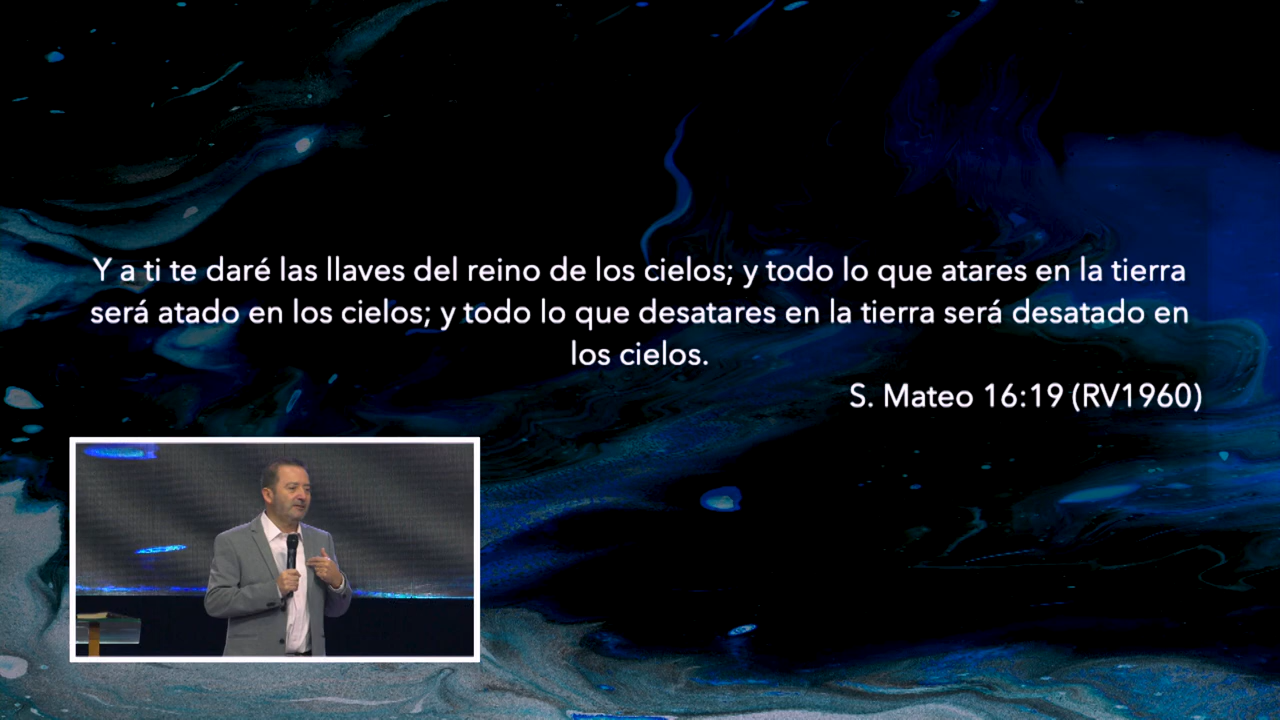 Y a ti te daré las llaves del reino de los cielos; y todo lo que atares en la tierra
será atado en los cielos; y todo lo que desatares en la tierra será desatado en
los cielos.
S. Mateo 16:19 (RV1960)